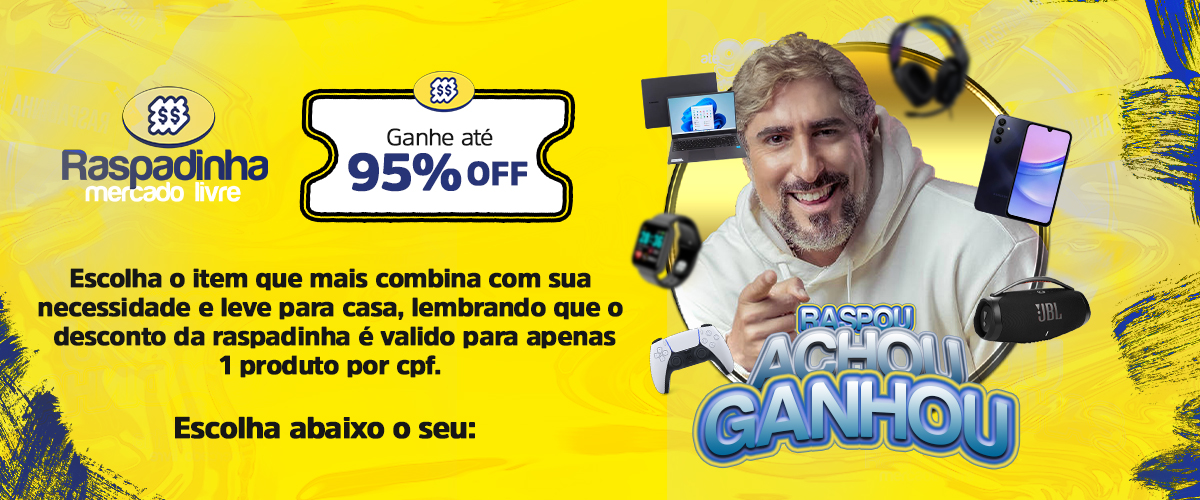 $$
Raspadinha
mercado livre
$$
Ganhe até
95% OFF
Escolha o item que mais combina com sua
necessidade e leve para casa, lembrando que o
desconto da raspadinha é valido para apenas
1 produto por cpf.
Escolha abaixo o seu:
JBL
RASPOU
ACHOU
GANHOU